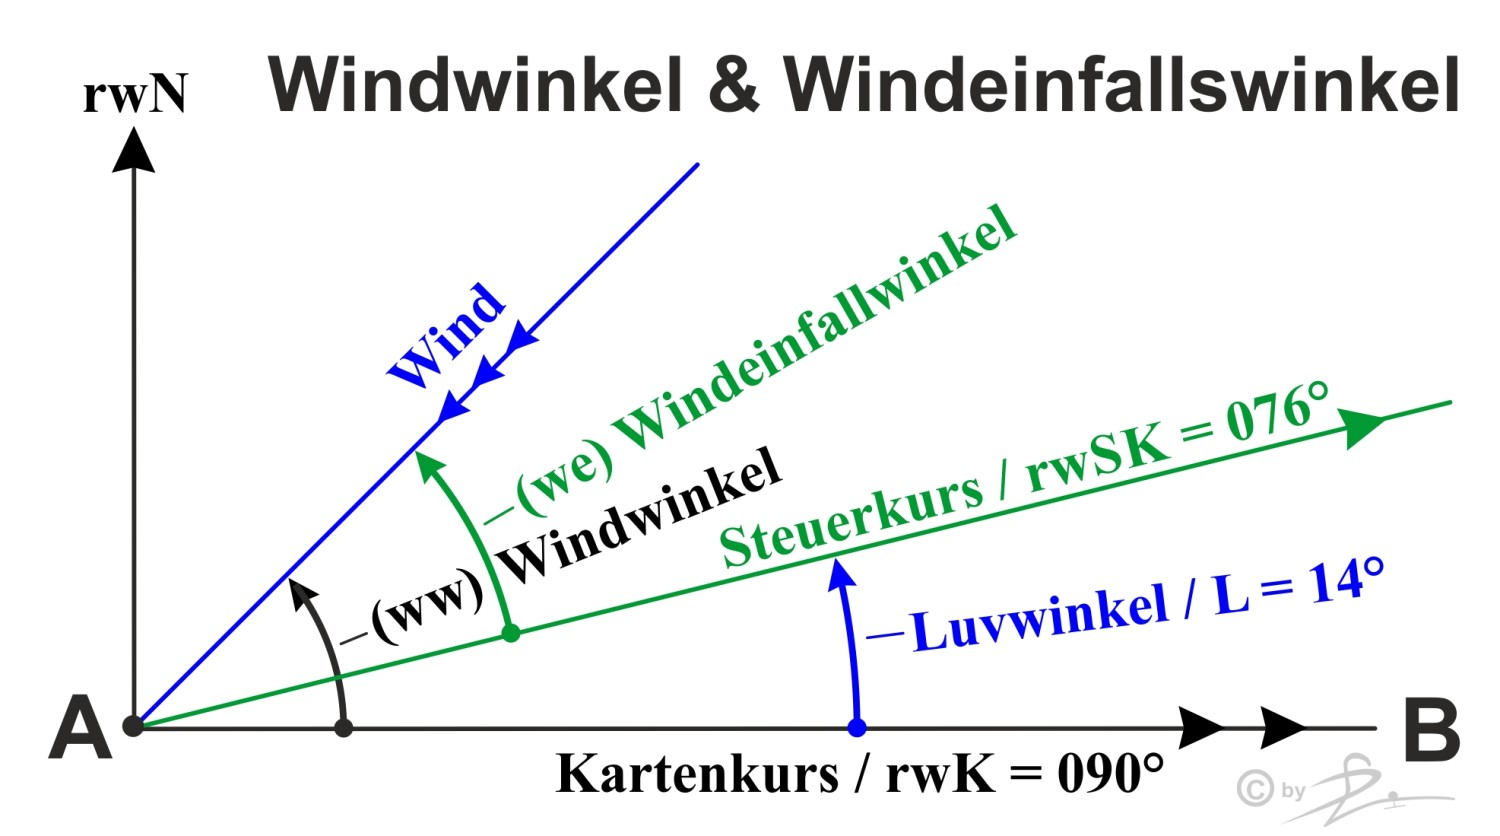 Windwinkel & Windeinfallswinkel
rwN
Wind
–(we) Windeinfallwinkel
–(ww) Windwinkel
Steuerkurs / rwSK = 076°
–Luvwinkel / L = 14°
A
B
Kartenkurs / rwK = 090°
© by